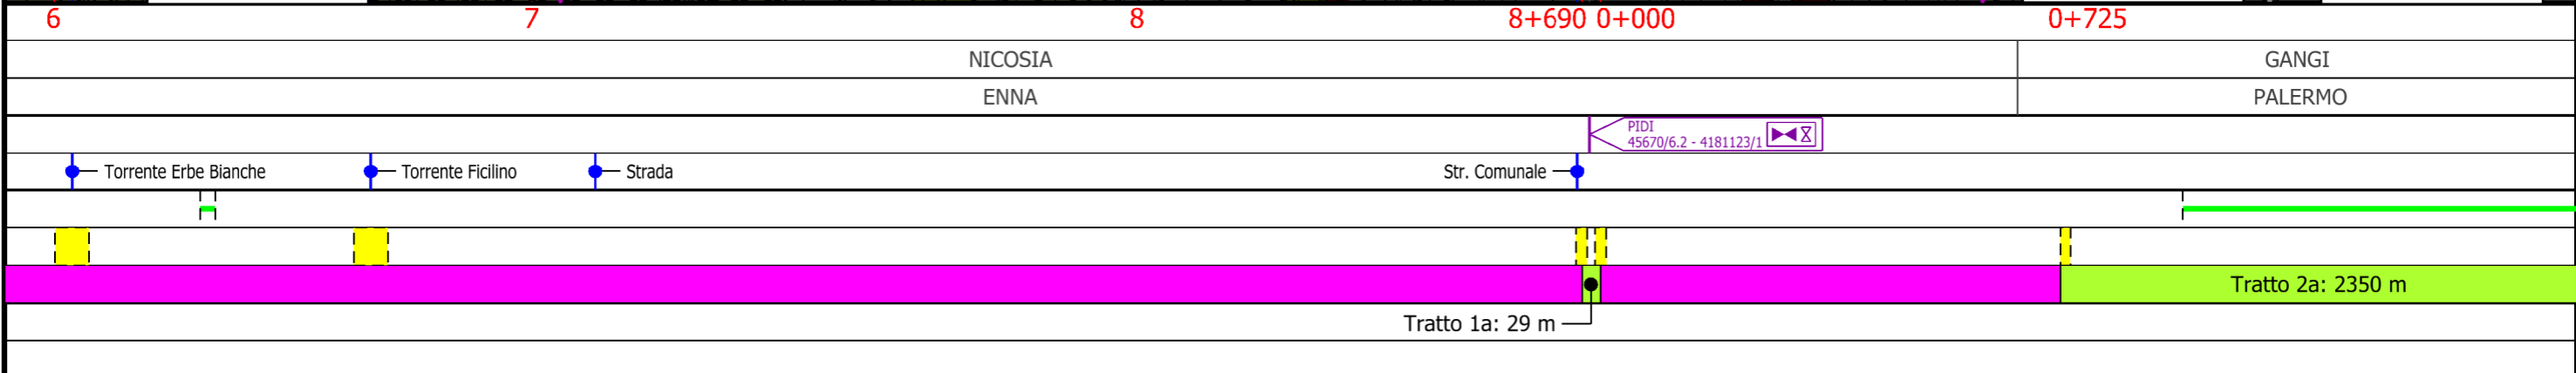 6 7 8 8+690 0+000 0+725
NICOSIA GANGI
ENNA PALERMO
PIDI
45670/6.2 - 4181123/1
Torrente Erbe Bianche Torrente Ficilino Strada Str. Comunale
Tratto 2a: 2350 m
Tratto 1a: 29 m